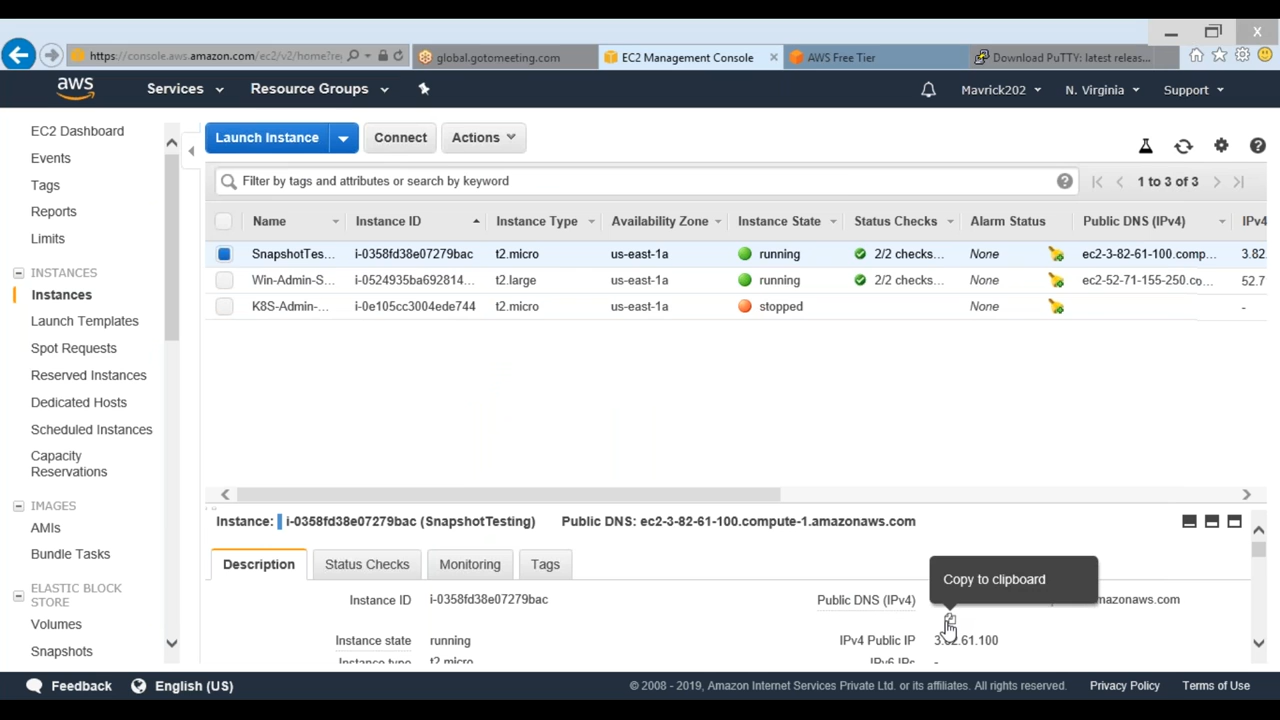 https://console.aws.amazon.com/ec2/v2/home?re
global.gotomeeting.com
EC2 Management Console
AWS Free Tier
Download PuTTY: latest releas...
aws
Services
Resource Groups
Mavrick202
N. Virginia
Support
EC2 Dashboard
Events
Tags
Reports
Limits
INSTANCES
Instances
Launch Templates
Spot Requests
Reserved Instances
Dedicated Hosts
Scheduled Instances
Capacity
Reservations
IMAGES
AMIs
Bundle Tasks
ELASTIC BLOCK
STORE
Volumes
Snapshots
Launch Instance Connect Actions
Filter by tags and attributes or search by keyword
1 to 3 of 3
Name Instance ID Instance Type Availability Zone Instance State Status Checks Alarm Status Public DNS (IPv4) IPv4
SnapshotTes... i-0358fd38e07279bac t2.micro us-east-1a running 2/2 checks... None ec2-3-82-61-100.comp... 3.82
Win-Admin-S... i-0524935ba692814... t2.large us-east-1a running 2/2 checks... None ec2-52-71-155-250.co... 52.7
K8S-Admin-... i-0e105cc3004ede744 t2.micro us-east-1a stopped None -
Instance: i-0358fd38e07279bac (SnapshotTesting) Public DNS: ec2-3-82-61-100.compute-1.amazonaws.com
Description Status Checks Monitoring Tags
Copy to clipboard
Instance ID i-0358fd38e07279bac Public DNS (IPv4) mazonaws.com
Instance state running IPv4 Public IP 3.82.61.100
Instance type t2.micro IPv6 IPs -
Feedback English (US)
© 2008 - 2019, Amazon Internet Services Private Ltd. or its affiliates. All rights reserved. Privacy Policy Terms of Use